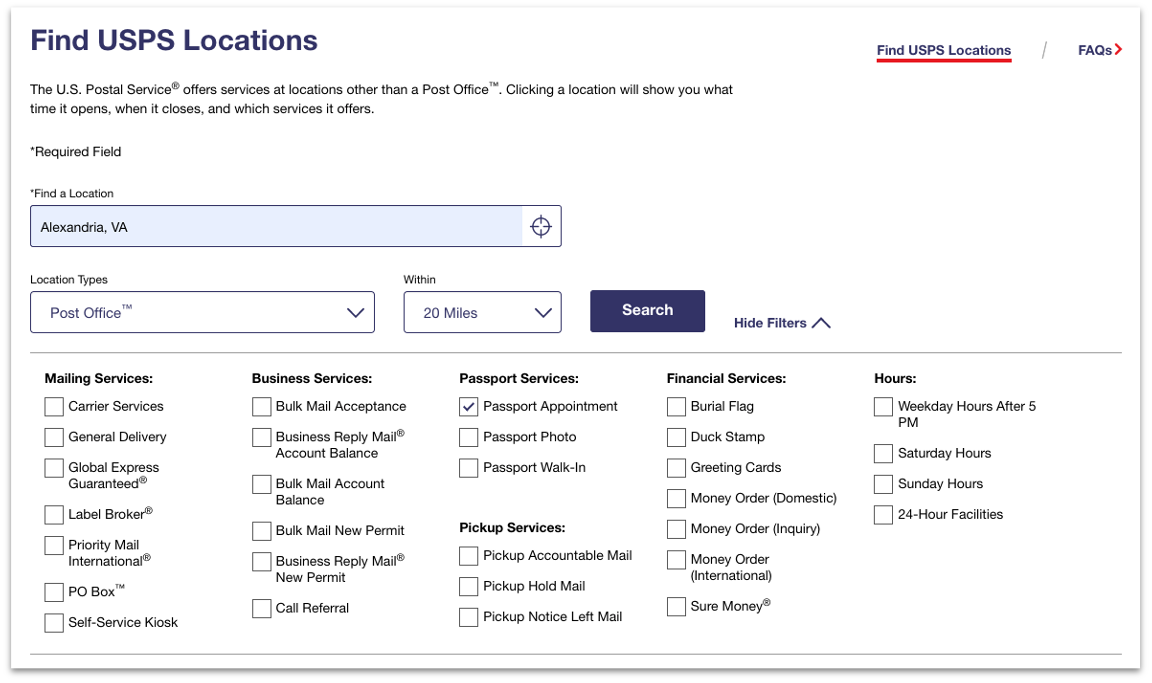 Find USPS Locations
Find USPS Locations / FAQs
The U.S. Postal Service® offers services at locations other than a Post Office™. Clicking a location will show you what
time it opens, when it closes, and which services it offers.
*Required Field
*Find a Location
Alexandria, VA
Location Types
Post Office™
Within
20 Miles
Search
Hide Filters
Mailing Services:
Carrier Services
General Delivery
Global Express
Guaranteed®
Label Broker®
Priority Mail
International®
PO Box™
Self-Service Kiosk
Business Services:
Bulk Mail Acceptance
Business Reply Mail®
Account Balance
Bulk Mail Account
Balance
Bulk Mail New Permit
Business Reply Mail®
New Permit
Call Referral
Passport Services:
Passport Appointment
Passport Photo
Passport Walk-In
Pickup Services:
Pickup Accountable Mail
Pickup Hold Mail
Pickup Notice Left Mail
Financial Services:
Burial Flag
Duck Stamp
Greeting Cards
Money Order (Domestic)
Money Order (Inquiry)
Money Order
(International)
Sure Money®
Hours:
Weekday Hours After 5
PM
Saturday Hours
Sunday Hours
24-Hour Facilities